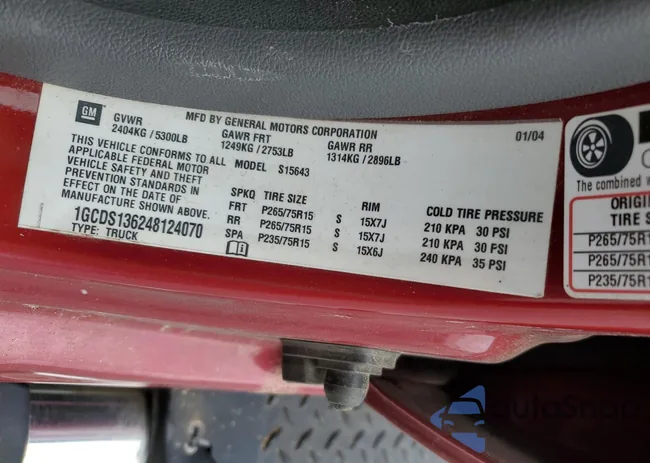 GM
GVWR
2404KG / 5300LB
MFD BY GENERAL MOTORS CORPORATION
01/04
GAWR FRT
1249KG / 2753LB
GAWR RR
1314KG / 2896LB
THIS VEHICLE CONFORMS TO ALL
APPLICABLE FEDERAL MOTOR
VEHICLE SAFETY AND THEFT
PREVENTION STANDARDS IN
EFFECT ON THE DATE OF
MANUFACTURE SHOWN ABOVE.
MODEL S15643
1GCDS136248124070
TYPE: TRUCK
SPKQ TIRE SIZE RIM COLD TIRE PRESSURE
FRT P265/75R15 S 15X7J 210 KPA 30 PSI
RR P265/75R15 S 15X7J 210 KPA 30 PSI
SPA P235/75R15 S 15X6J 240 KPA 35 PSI
The combined w
ORIGI
TIRE S
P265/75R1
P265/75R1
P235/75R1